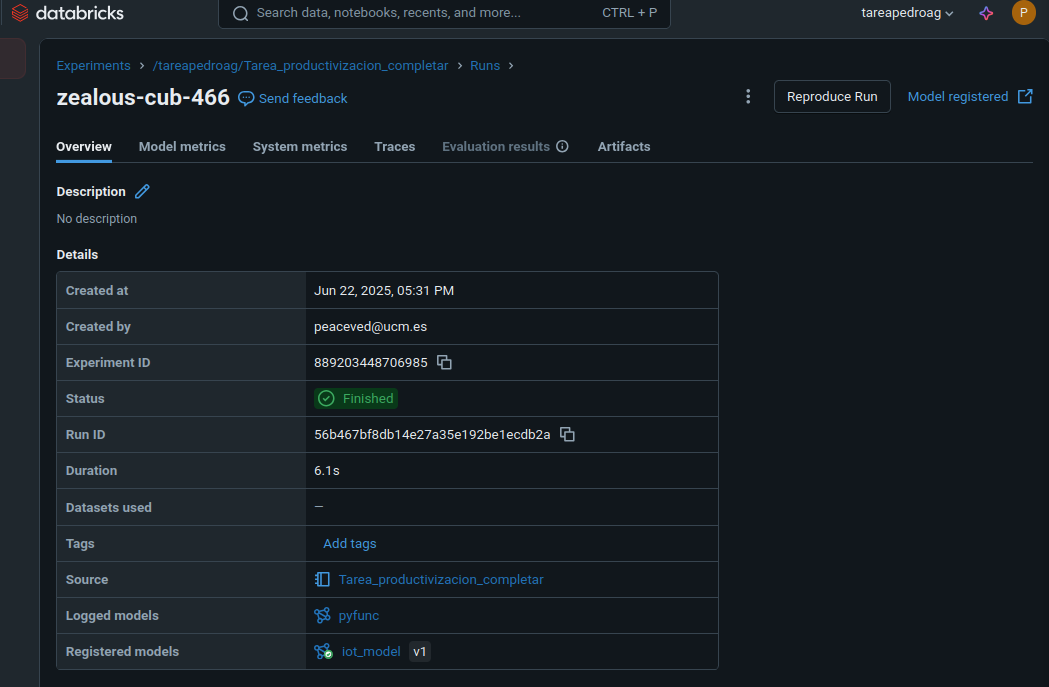 databricks
Search data, notebooks, recents, and more... CTRL + P
tareapedroag
P
Experiments > /tareapedroag/Tarea_productivizacion_completar > Runs >
zealous-cub-466 Send feedback
Reproduce Run Model registered
Overview Model metrics System metrics Traces Evaluation results Artifacts
Description
No description
Details
Created at Jun 22, 2025, 05:31 PM
Created by peaceved@ucm.es
Experiment ID 889203448706985
Status Finished
Run ID 56b467bf8db14e27a35e192be1ecdb2a
Duration 6.1s
Datasets used —
Tags Add tags
Source Tarea_productivizacion_completar
Logged models pyfunc
Registered models iot_model v1